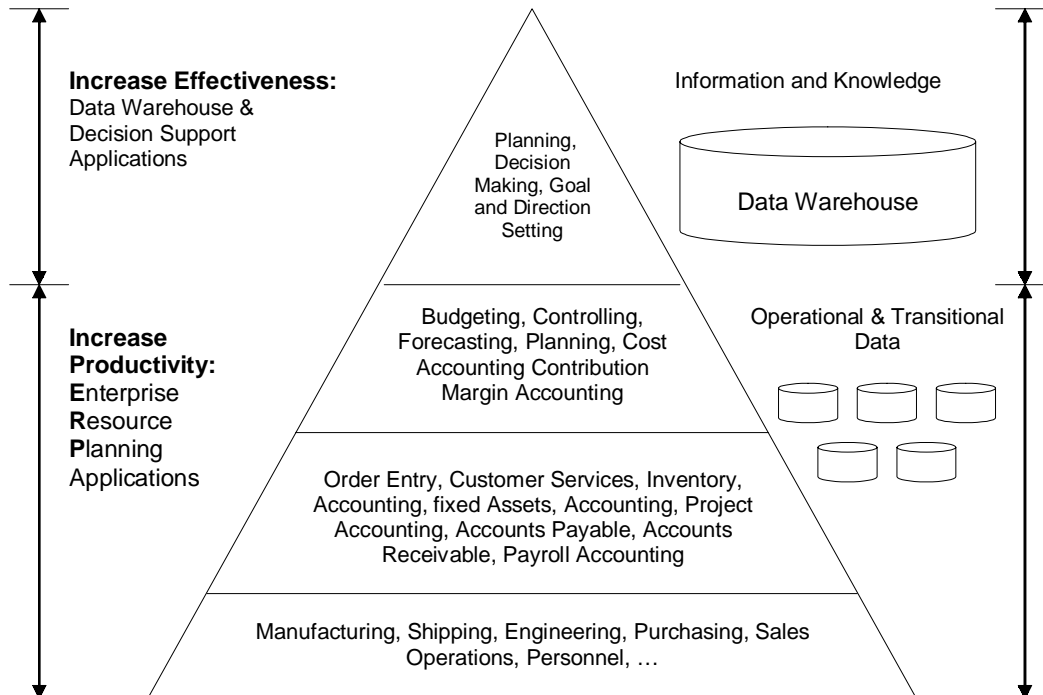 Increase Effectiveness:
Data Warehouse &
Decision Support
Applications
Information and Knowledge
Data Warehouse
Planning,
Decision
Making, Goal
and Direction
Setting
Increase
Productivity:
Enterprise
Resource
Planning
Applications
Budgeting, Controlling,
Forecasting, Planning, Cost
Accounting Contribution
Margin Accounting
Operational & Transitional
Data
Order Entry, Customer Services, Inventory,
Accounting, fixed Assets, Accounting, Project
Accounting, Accounts Payable, Accounts
Receivable, Payroll Accounting
Manufacturing, Shipping, Engineering, Purchasing, Sales
Operations, Personnel, …